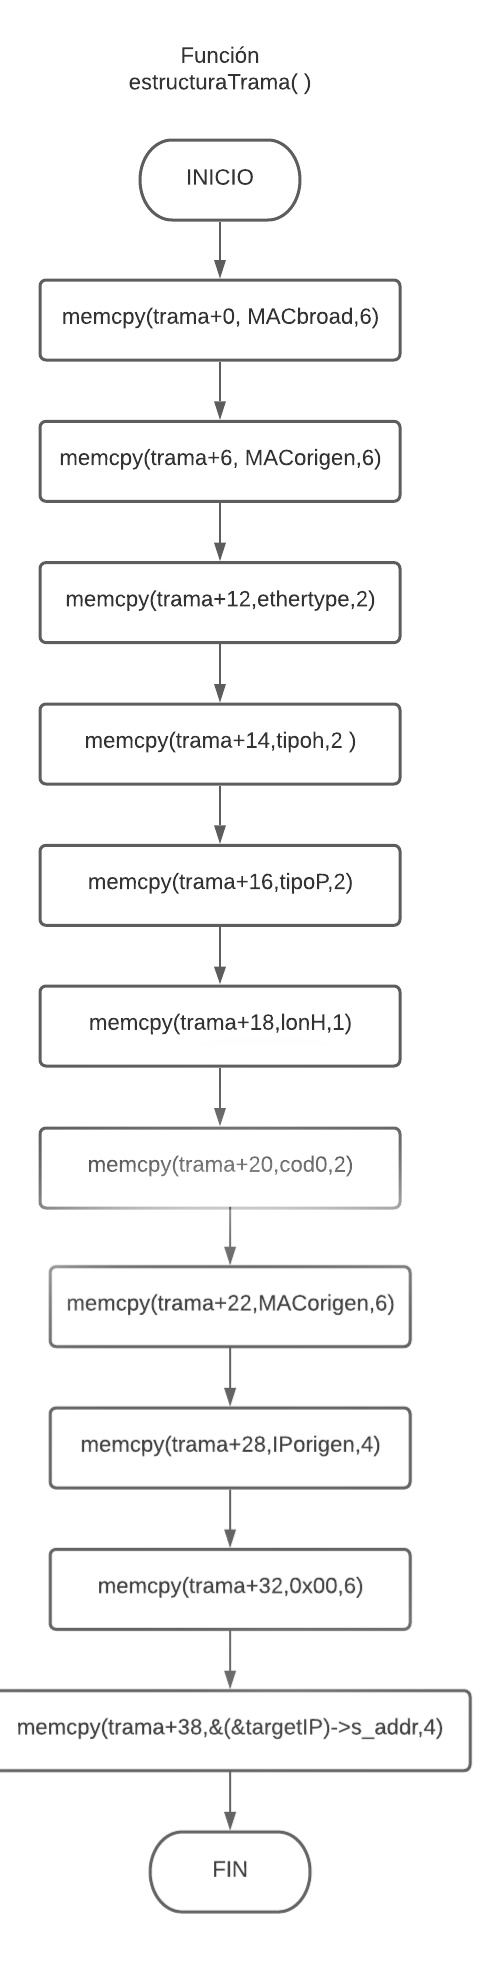 Función
estructuraTrama( )
INICIO
memcpy(trama+0, MACbroad,6)
memcpy(trama+6, MACorigen,6)
memcpy(trama+12,ethertype,2)
memcpy(trama+14,tipoh,2 )
memcpy(trama+16,tipoP,2)
memcpy(trama+18,lonH,1)
memcpy(trama+20,cod0,2)
memcpy(trama+22,MACorigen,6)
memcpy(trama+28,IPorigen,4)
memcpy(trama+32,0x00,6)
memcpy(trama+38,&(&targetIP)->s_addr,4)
FIN